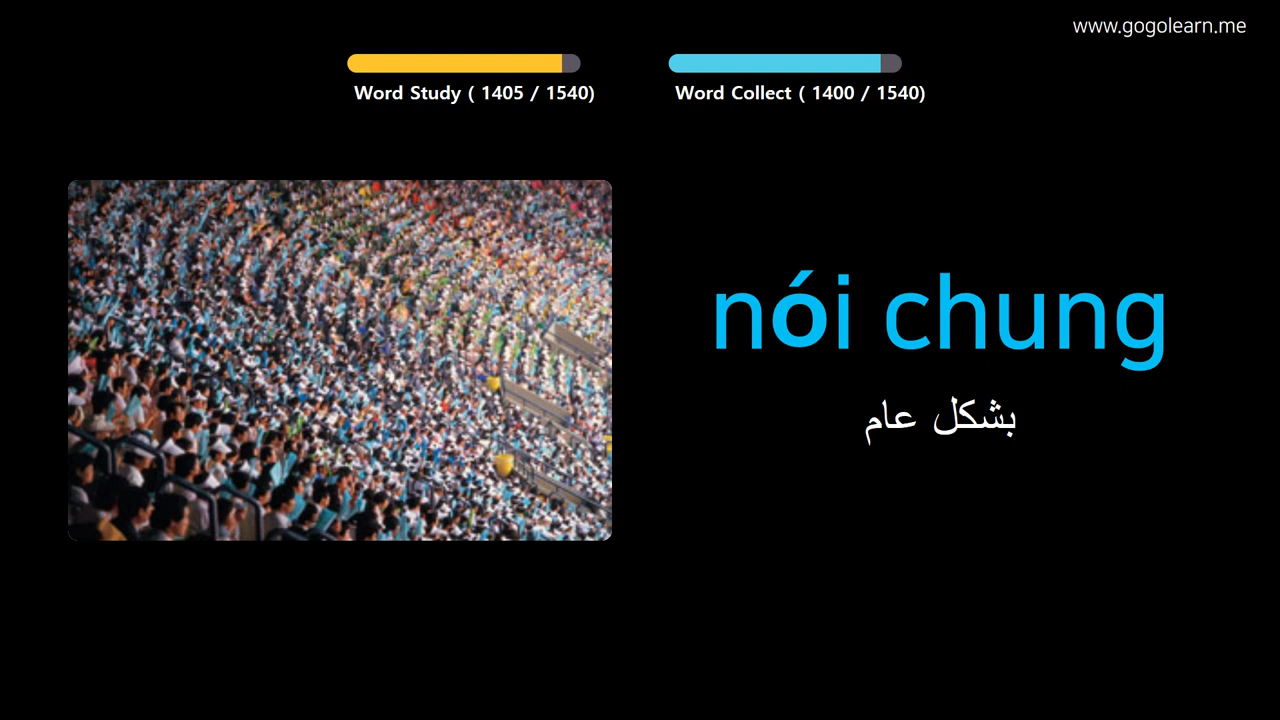 www.gogolearn.me
Word Study ( 1405 / 1540)
Word Collect ( 1400 / 1540)
nói chung
بشكل عام